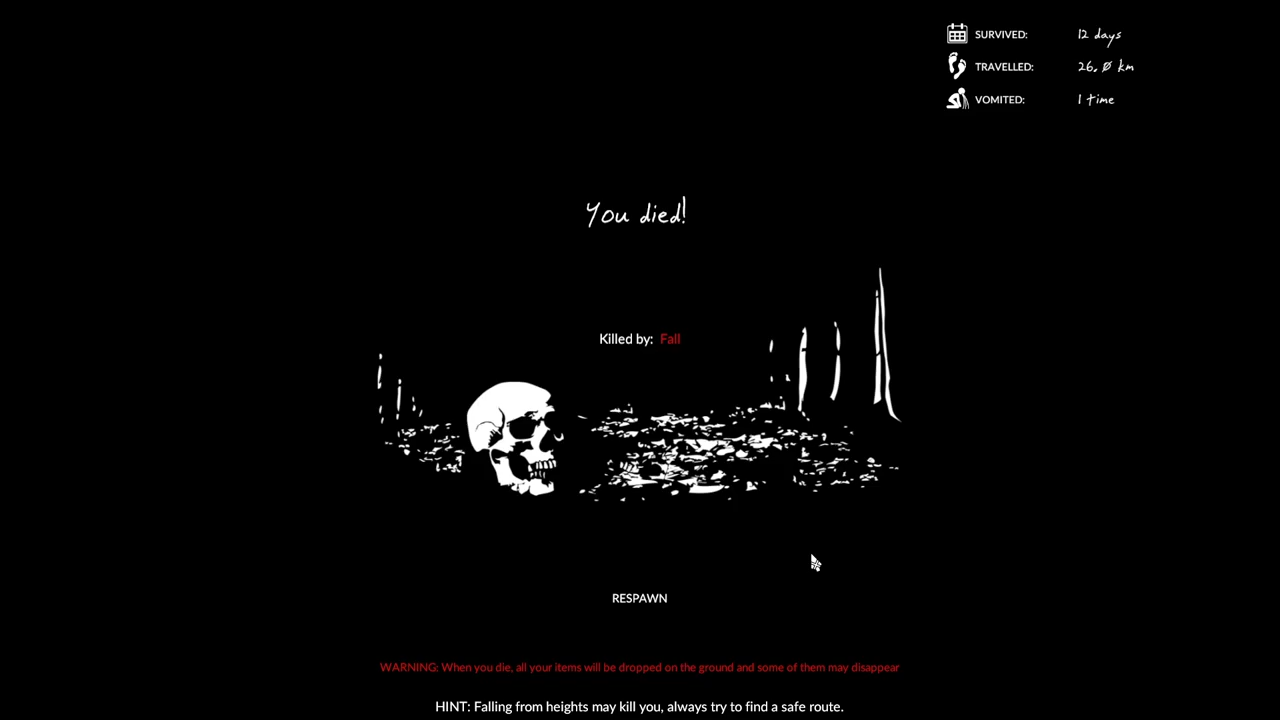 SURVIVED: 12 days
TRAVELLED: 26.0 km
VOMITED: 1 time
You died!
Killed by: Fall
RESPAWN
WARNING: When you die, all your items will be dropped on the ground and some of them may disappear
HINT: Falling from heights may kill you, always try to find a safe route.